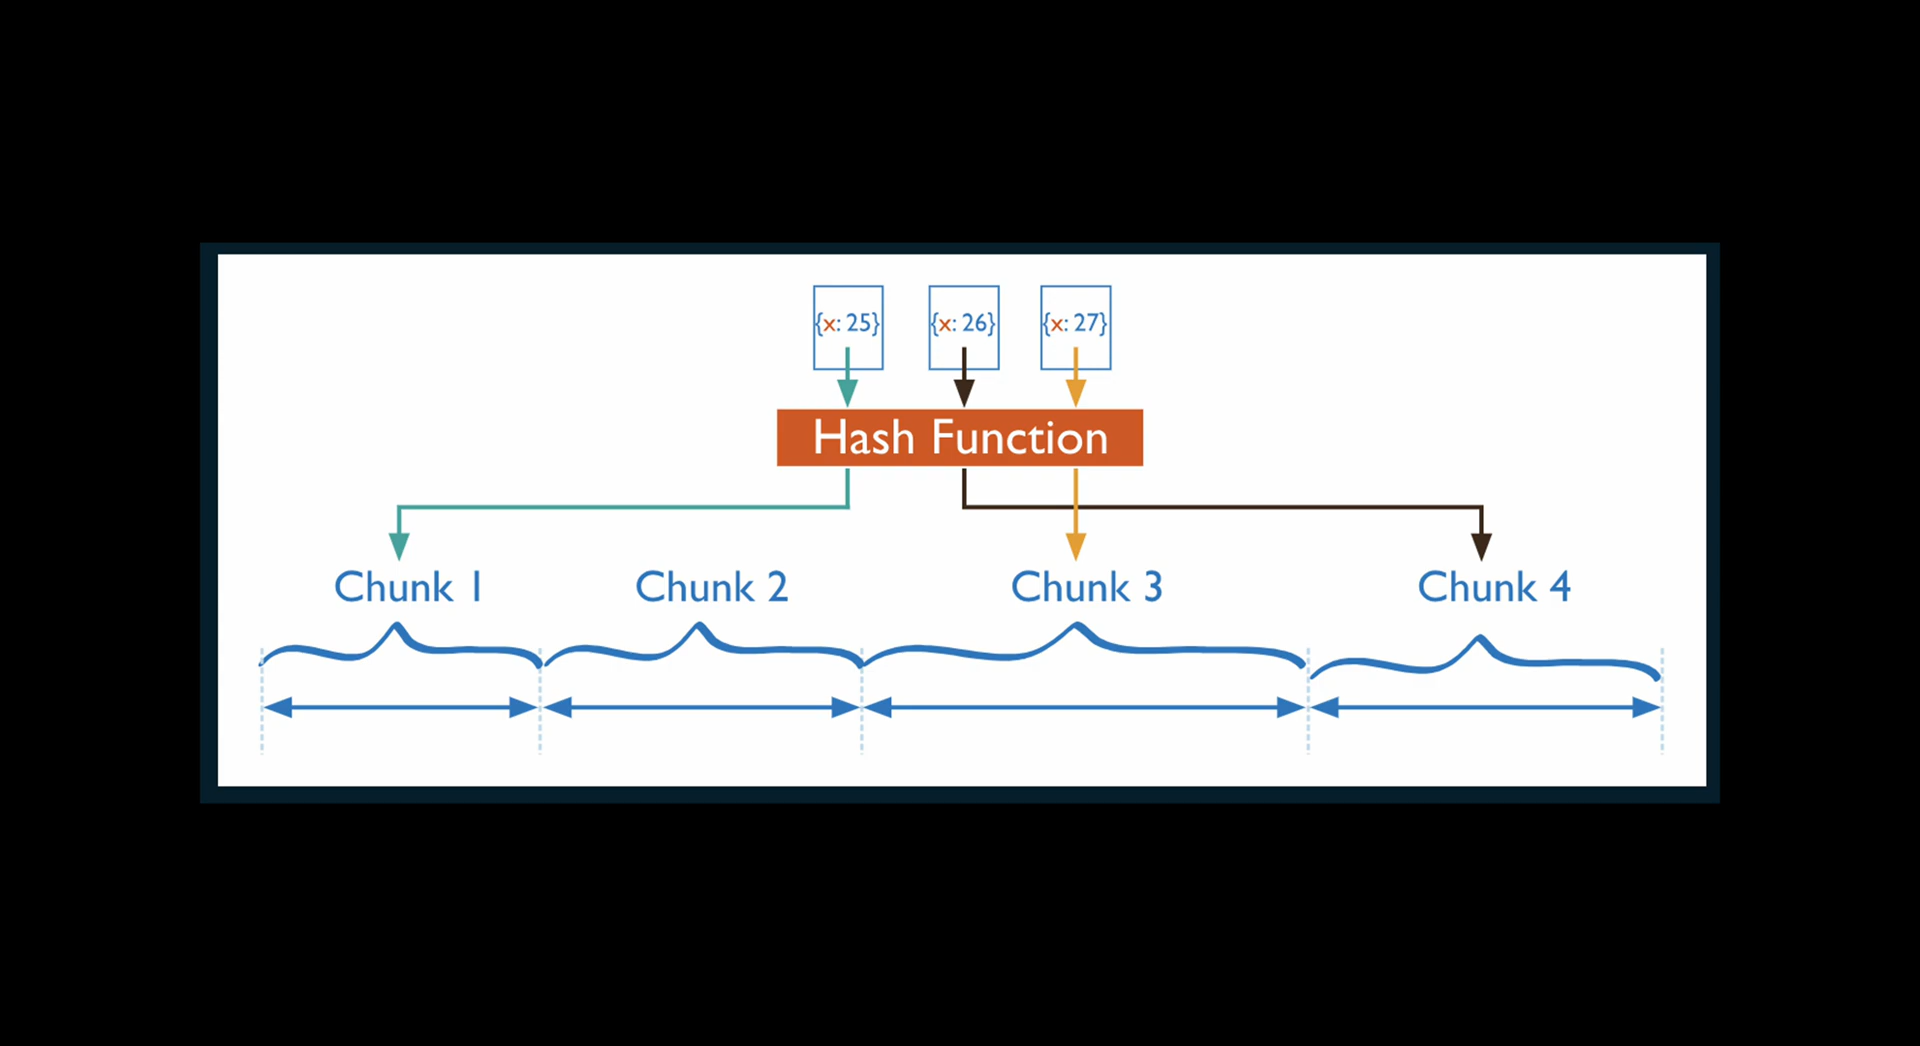 {x: 25} {x: 26} {x: 27}
Hash Function
Chunk 1 Chunk 2 Chunk 3 Chunk 4